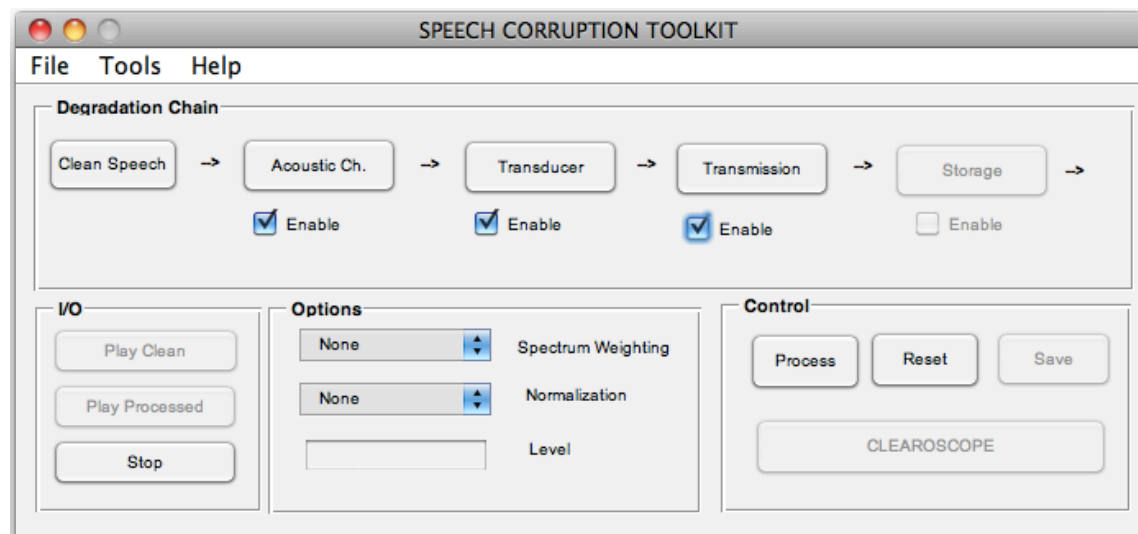 SPEECH CORRUPTION TOOLKIT
File Tools Help
Degradation Chain
Clean Speech --> Acoustic Ch. --> Transducer --> Transmission --> Storage -->
Enable Enable Enable Enable
I/O
Play Clean
Play Processed
Stop
Options
None Spectrum Weighting
None Normalization
Level
Control
Process Reset Save
CLEAROSCOPE